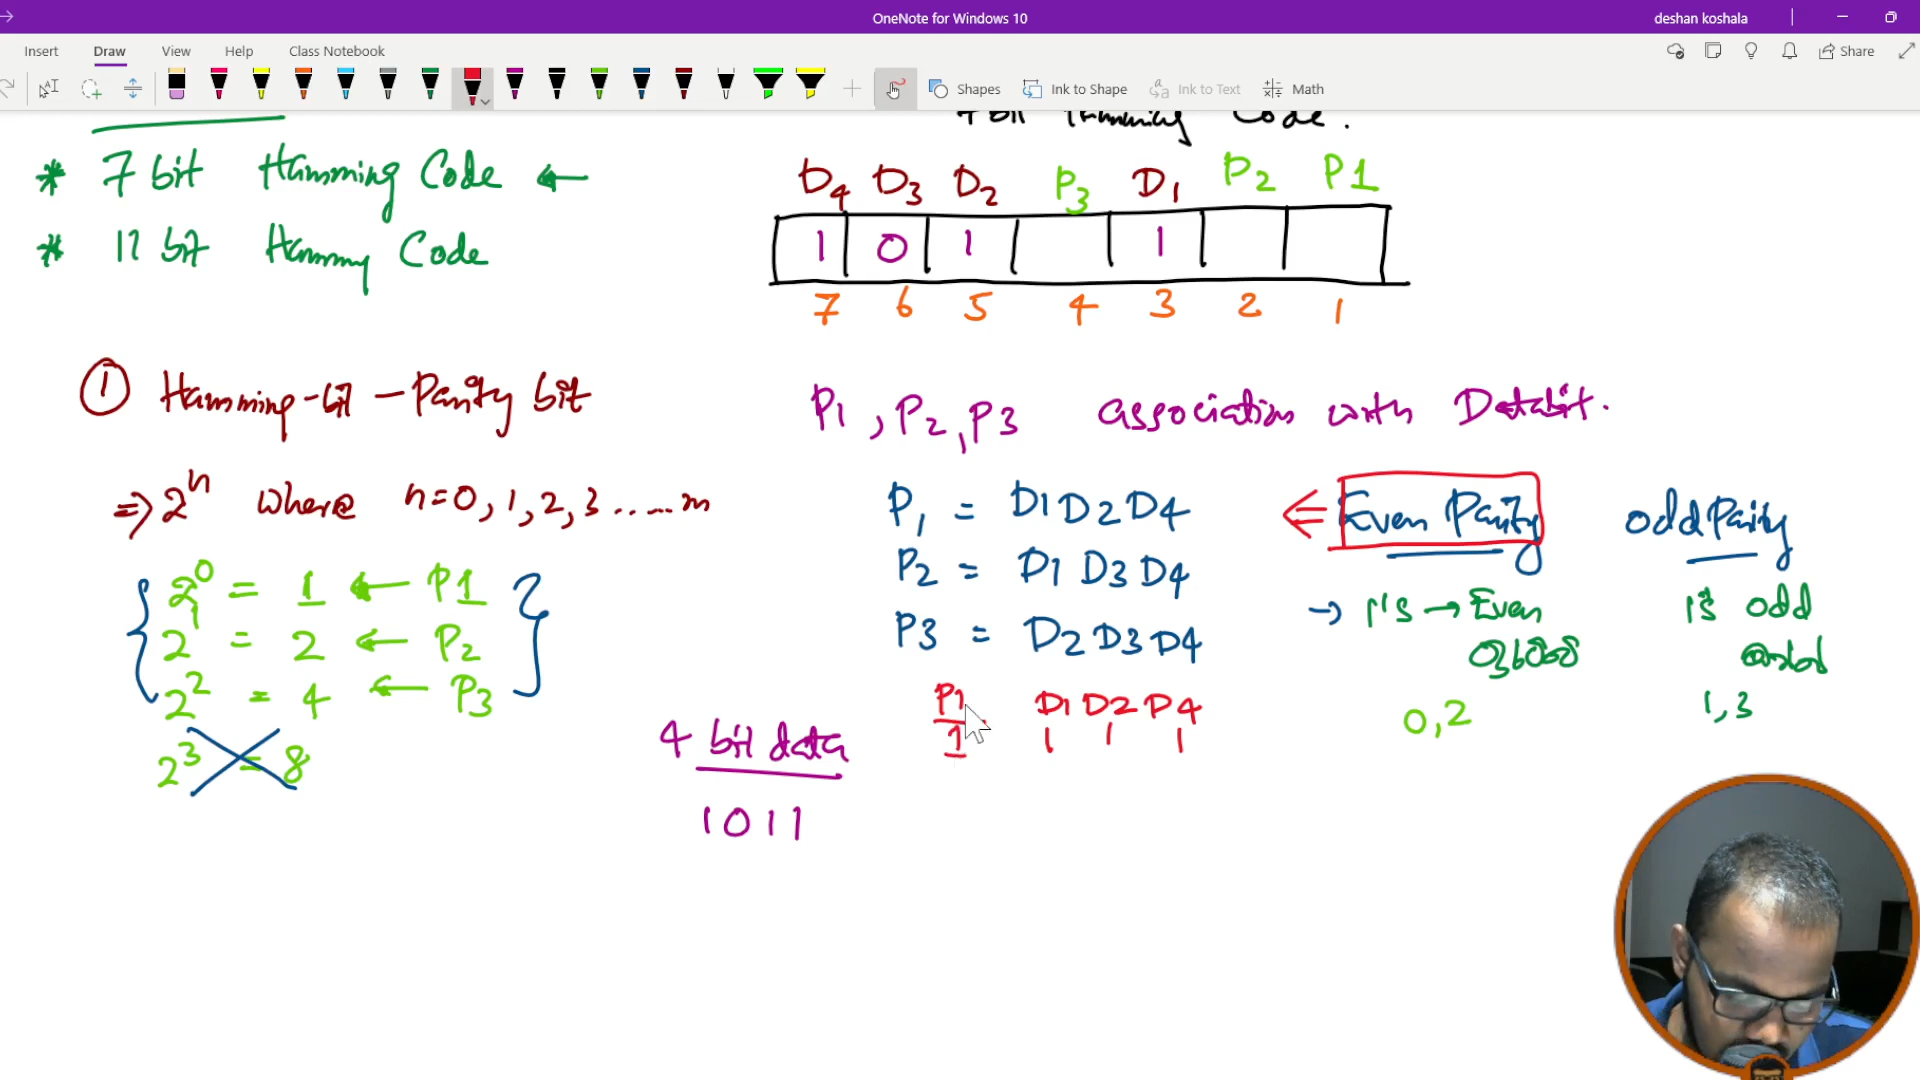 OneNote for Windows 10
deshan koshala
Insert Draw View Help Class Notebook
Share
Shapes Ink to Shape Ink to Text Math
7 bit Hamming Code.
* 7 bit Hamming Code ←
* 11 bit Hammy Code
D4 D3 D2 P3 D1 P2 P1
1 0 1 1
7 6 5 4 3 2 1
① Hamming-bit - Parity bit
⇒ 2^n where n=0, 1, 2, 3 ...... m
{ 2^0 = 1 ← P1 }
2^1 = 2 ← P2
2^2 = 4 ← P3
2^3 = 8
P1, P2, P3 association with Databit.
P1 = D1 D2 D4
P2 = D1 D3 D4
P3 = D2 D3 D4
⇐ Even Parity
→ 1's → Even
0, 2
odd Parity
1's odd
1, 3
P1 D1 D2 D4
1 1 1 1
4 bit data
1011